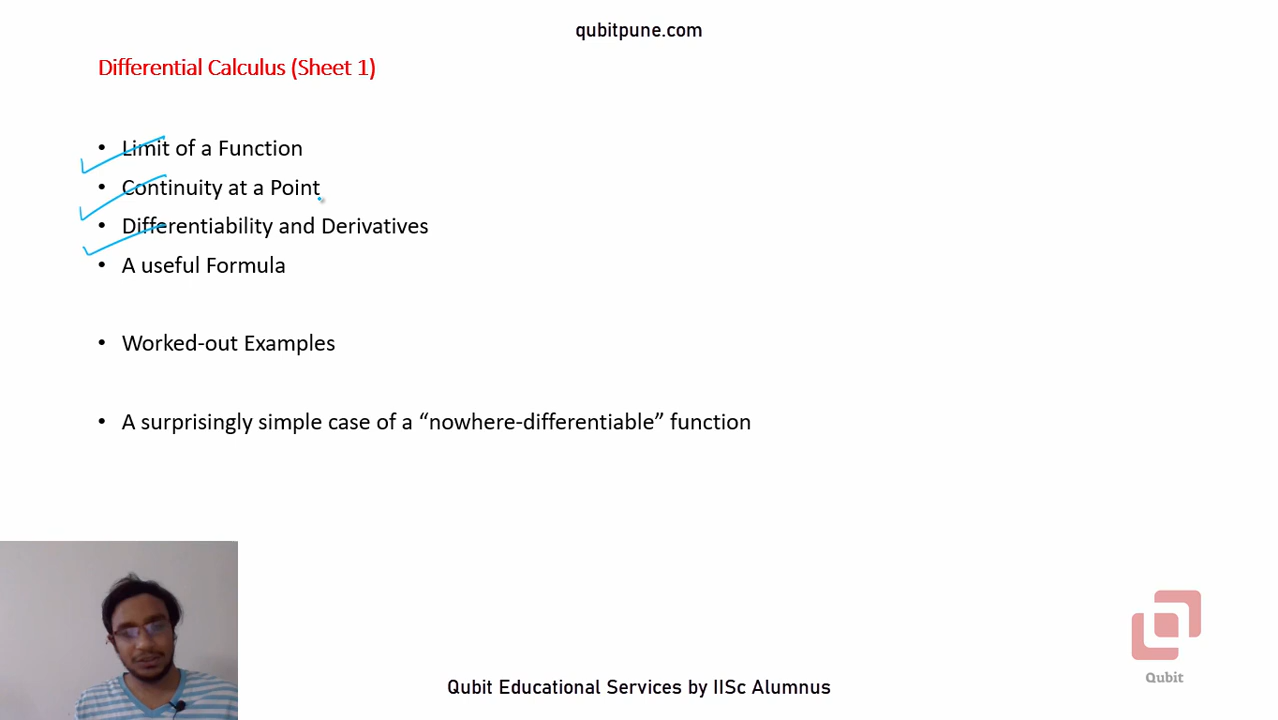 qubitpune.com
Differential Calculus (Sheet 1)
• Limit of a Function
• Continuity at a Point
• Differentiability and Derivatives
• A useful Formula
• Worked-out Examples
• A surprisingly simple case of a “nowhere-differentiable” function
Qubit
Qubit Educational Services by IISc Alumnus